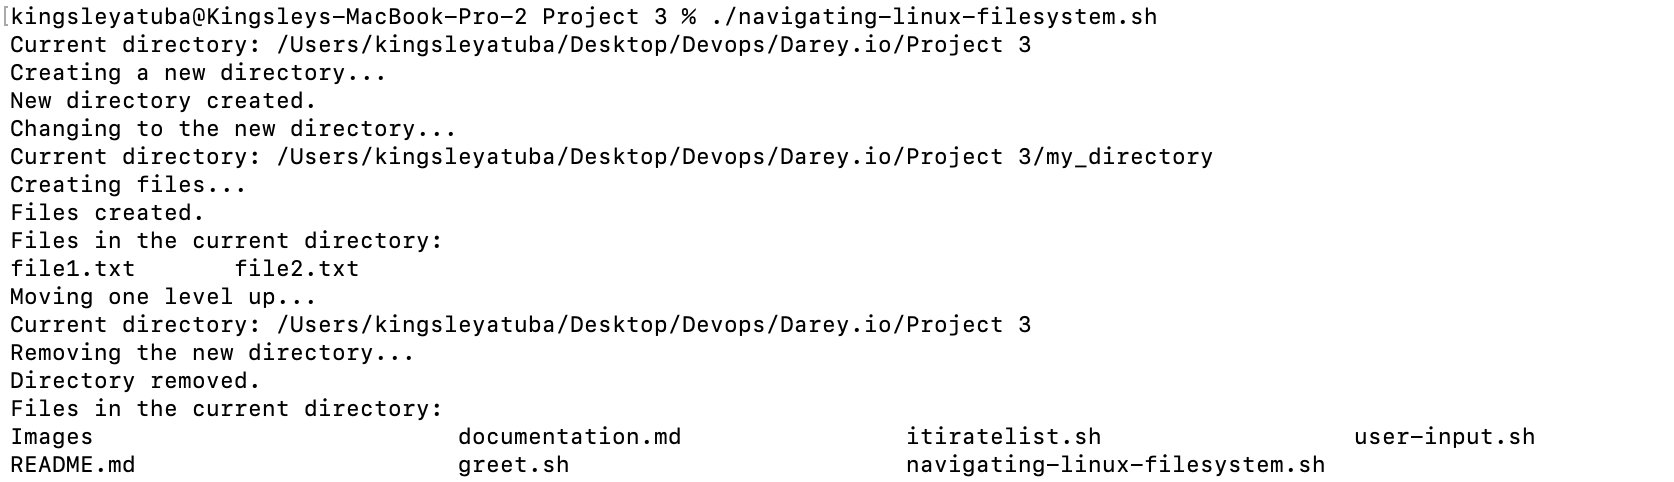 kingsleyatuba@Kingsleys-MacBook-Pro-2 Project 3 % ./navigating-linux-filesystem.sh
Current directory: /Users/kingsleyatuba/Desktop/Devops/Darey.io/Project 3
Creating a new directory...
New directory created.
Changing to the new directory...
Current directory: /Users/kingsleyatuba/Desktop/Devops/Darey.io/Project 3/my_directory
Creating files...
Files created.
Files in the current directory:
file1.txt       file2.txt
Moving one level up...
Current directory: /Users/kingsleyatuba/Desktop/Devops/Darey.io/Project 3
Removing the new directory...
Directory removed.
Files in the current directory:
Images                          documentation.md                itiratelist.sh                  user-input.sh
README.md                       greet.sh                        navigating-linux-filesystem.sh